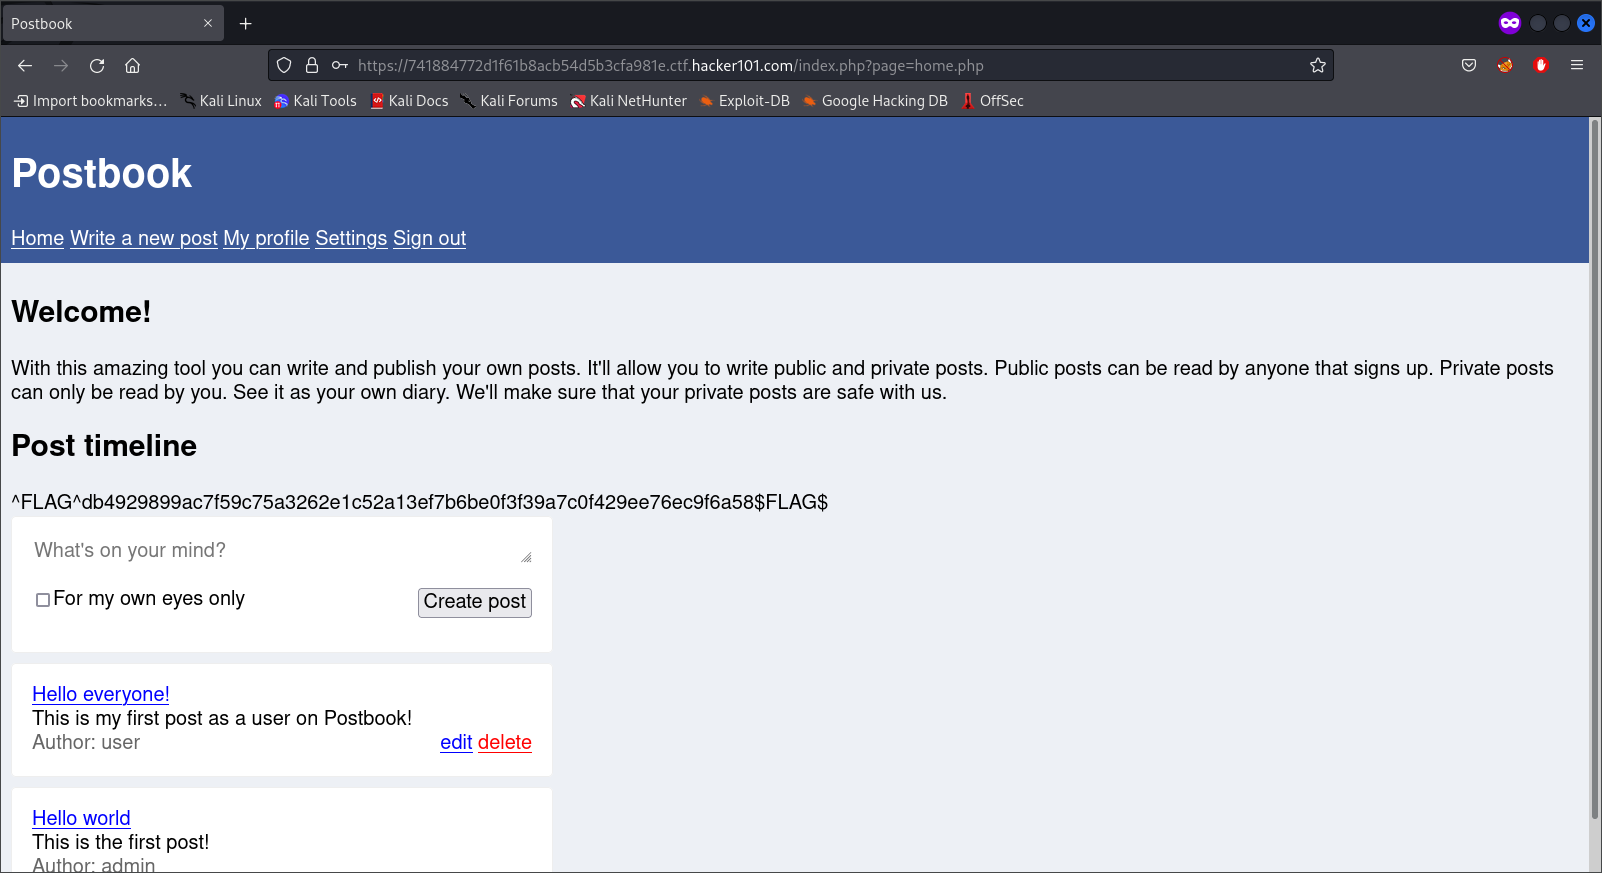 Postbook
https://741884772d1f61b8acb54d5b3cfa981e.ctf.hacker101.com/index.php?page=home.php
Import bookmarks... Kali Linux Kali Tools Kali Docs Kali Forums Kali NetHunter Exploit-DB Google Hacking DB OffSec
Postbook
Home Write a new post My profile Settings Sign out
Welcome!
With this amazing tool you can write and publish your own posts. It'll allow you to write public and private posts. Public posts can be read by anyone that signs up. Private posts
can only be read by you. See it as your own diary. We'll make sure that your private posts are safe with us.
Post timeline
^FLAG^db4929899ac7f59c75a3262e1c52a13ef7b6be0f3f39a7c0f429ee76ec9f6a58$FLAG$
What's on your mind?
For my own eyes only Create post
Hello everyone!
This is my first post as a user on Postbook!
Author: user edit delete
Hello world
This is the first post!
Author: admin